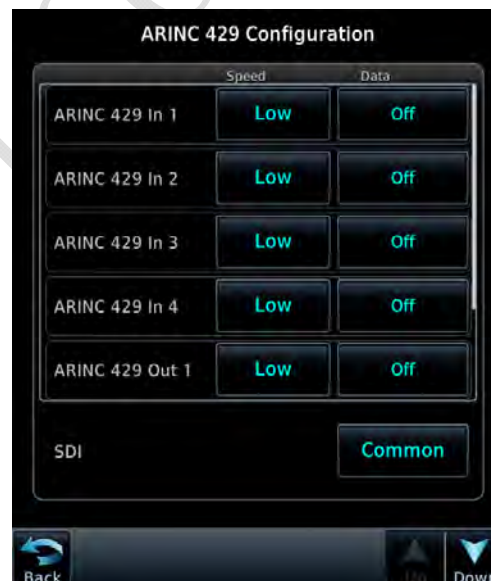 ARINC 429 Configuration
Speed Data
ARINC 429 In 1 Low Off
ARINC 429 In 2 Low Off
ARINC 429 In 3 Low Off
ARINC 429 In 4 Low Off
ARINC 429 Out 1 Low Off
SDI Common
Back Up Down